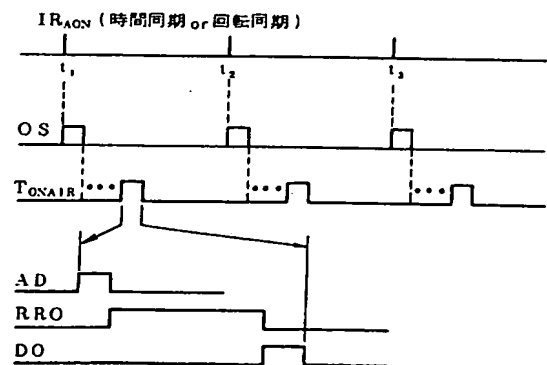 IR_AON (時間同期 or 回転同期)
t₁ t₂ t₃
OS
T_ONAIR
AD
RRO
DO